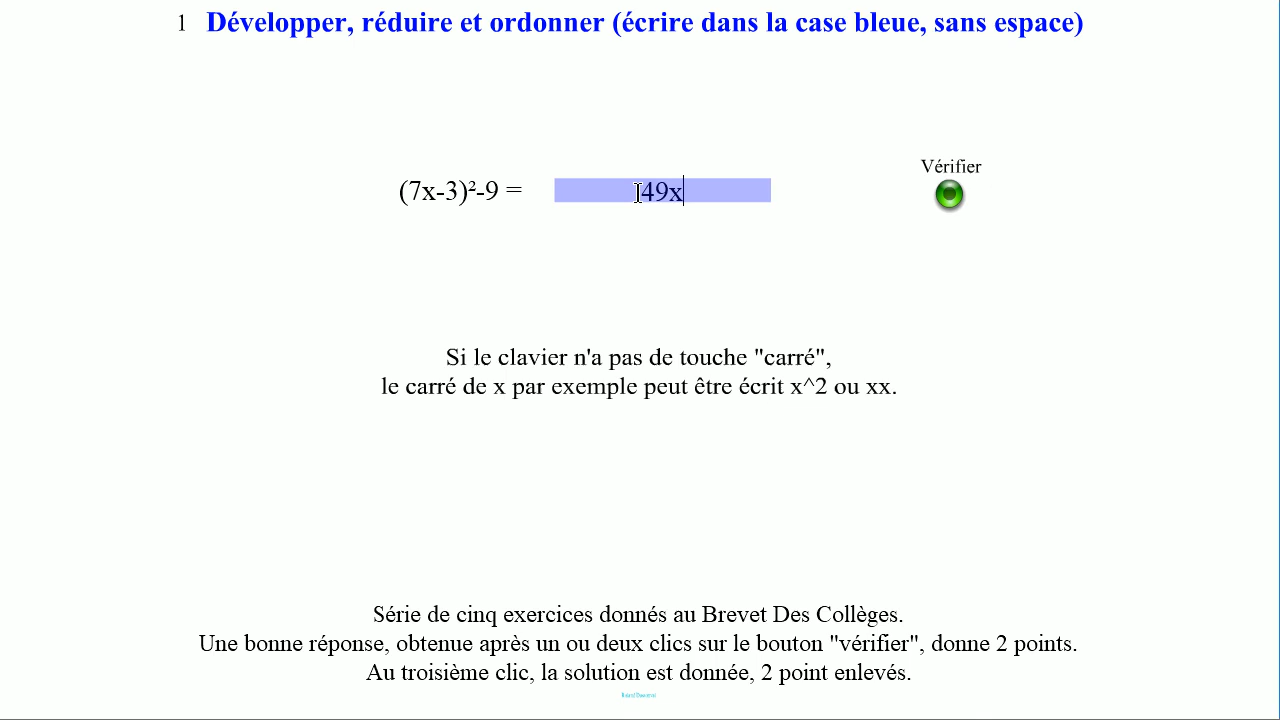 1 Développer, réduire et ordonner (écrire dans la case bleue, sans espace)
Vérifier
(7x-3)²-9 = 49x
Si le clavier n'a pas de touche "carré",
le carré de x par exemple peut être écrit x^2 ou xx.
Série de cinq exercices donnés au Brevet Des Collèges.
Une bonne réponse, obtenue après un ou deux clics sur le bouton "vérifier", donne 2 points.
Au troisième clic, la solution est donnée, 2 point enlevés.